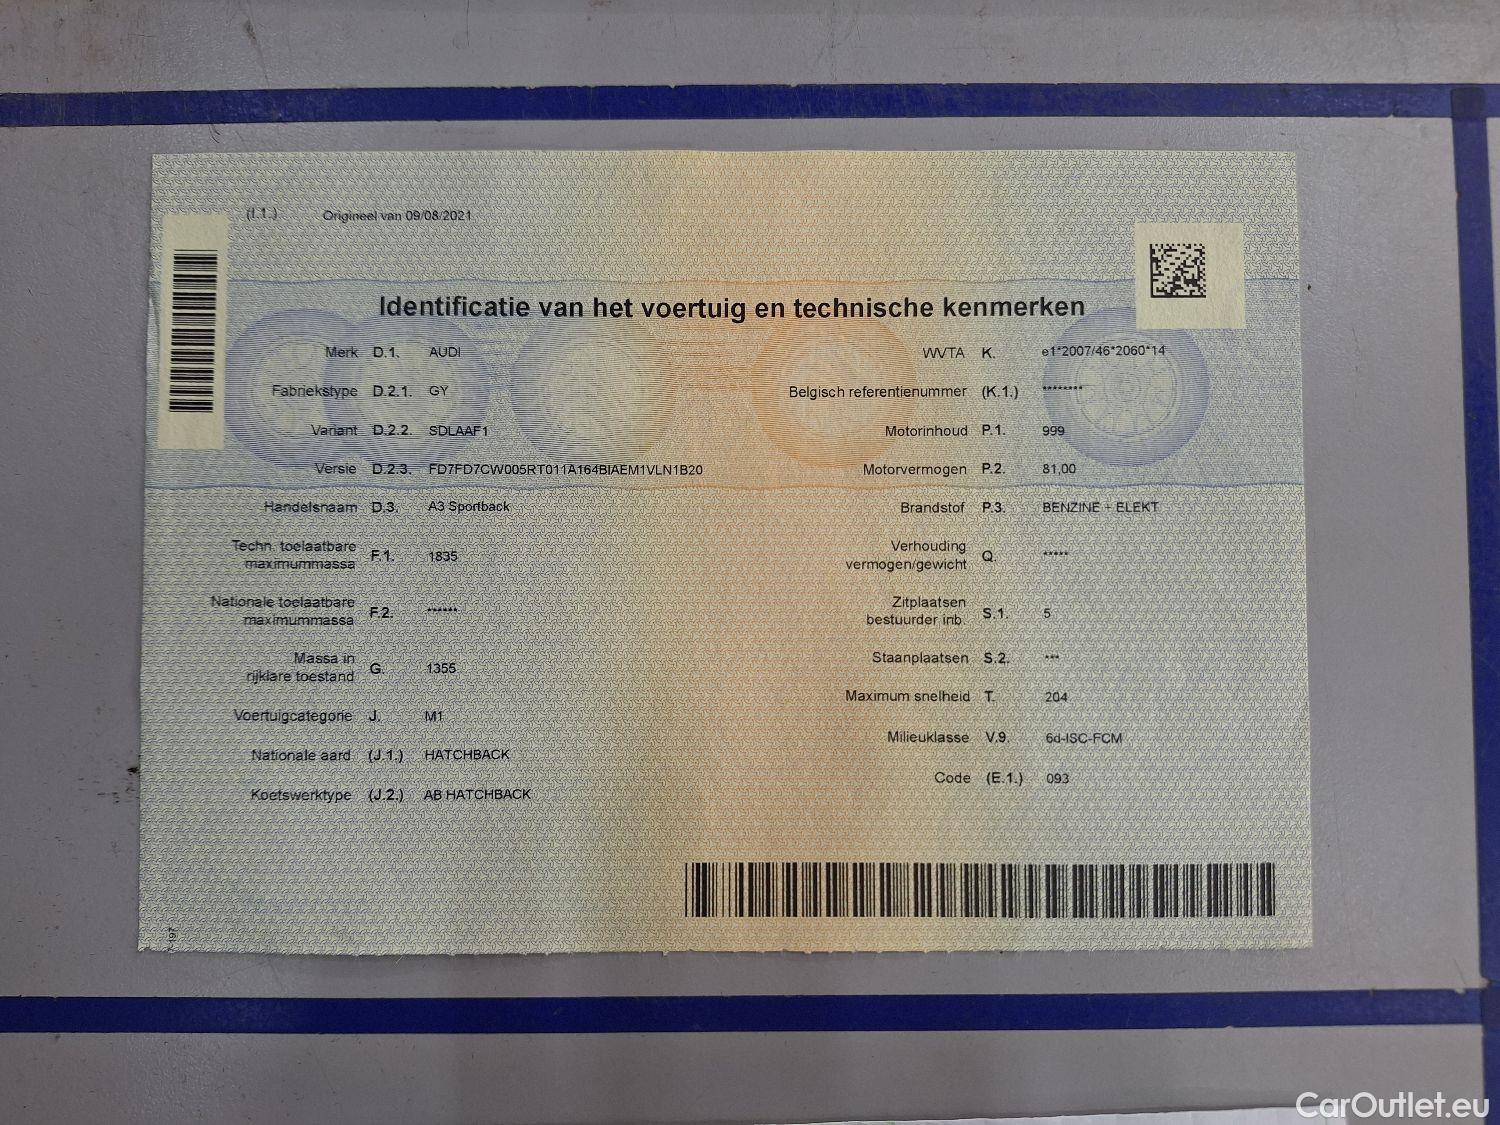 (I.1.) Origineel van 09/08/2021
Identificatie van het voertuig en technische kenmerken
Merk D.1. AUDI
Fabriekstype D.2.1. GY
Variant D.2.2. SDLAAF1
Versie D.2.3. FD7FD7CW005RT011A164BIAEM1VLN1B20
Handelsnaam D.3. A3 Sportback
Techn. toelaatbare
maximummassa F.1. 1835
Nationale toelaatbare
maximummassa F.2. ******
Massa in
rijklare toestand G. 1355
Voertuigcategorie J. M1
Nationale aard (J.1.) HATCHBACK
Koetswerktype (J.2.) AB HATCHBACK
WVTA K. e1*2007/46*2060*14
Belgisch referentienummer (K.1.) ********
Motorinhoud P.1. 999
Motorvermogen P.2. 81,00
Brandstof P.3. BENZINE + ELEKT
Verhouding
vermogen/gewicht Q. *****
Zitplaatsen
bestuurder inb. S.1. 5
Staanplaatsen S.2. ***
Maximum snelheid T. 204
Milieuklasse V.9. 6d-ISC-FCM
Code (E.1.) 093
CarOutlet.eu